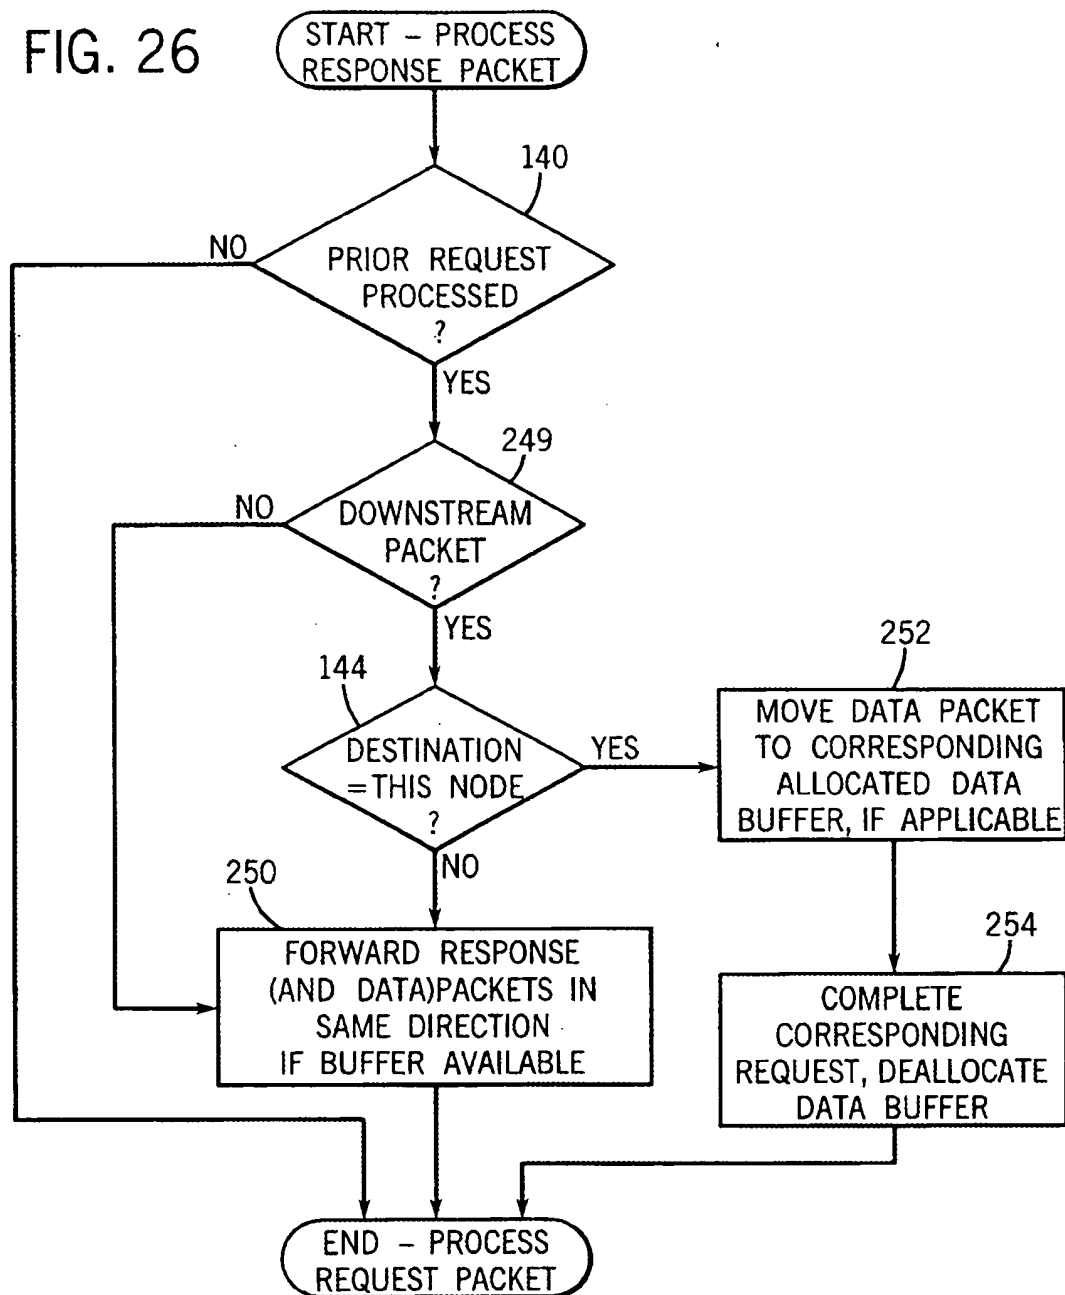 FIG. 26
START – PROCESS
RESPONSE PACKET
140
NO
PRIOR REQUEST
PROCESSED
?
YES
249
NO
DOWNSTREAM
PACKET
?
YES
144
DESTINATION
=THIS NODE
?
YES
NO
252
MOVE DATA PACKET
TO CORRESPONDING
ALLOCATED DATA
BUFFER, IF APPLICABLE
250
FORWARD RESPONSE
(AND DATA)PACKETS IN
SAME DIRECTION
IF BUFFER AVAILABLE
254
COMPLETE
CORRESPONDING
REQUEST, DEALLOCATE
DATA BUFFER
END – PROCESS
REQUEST PACKET